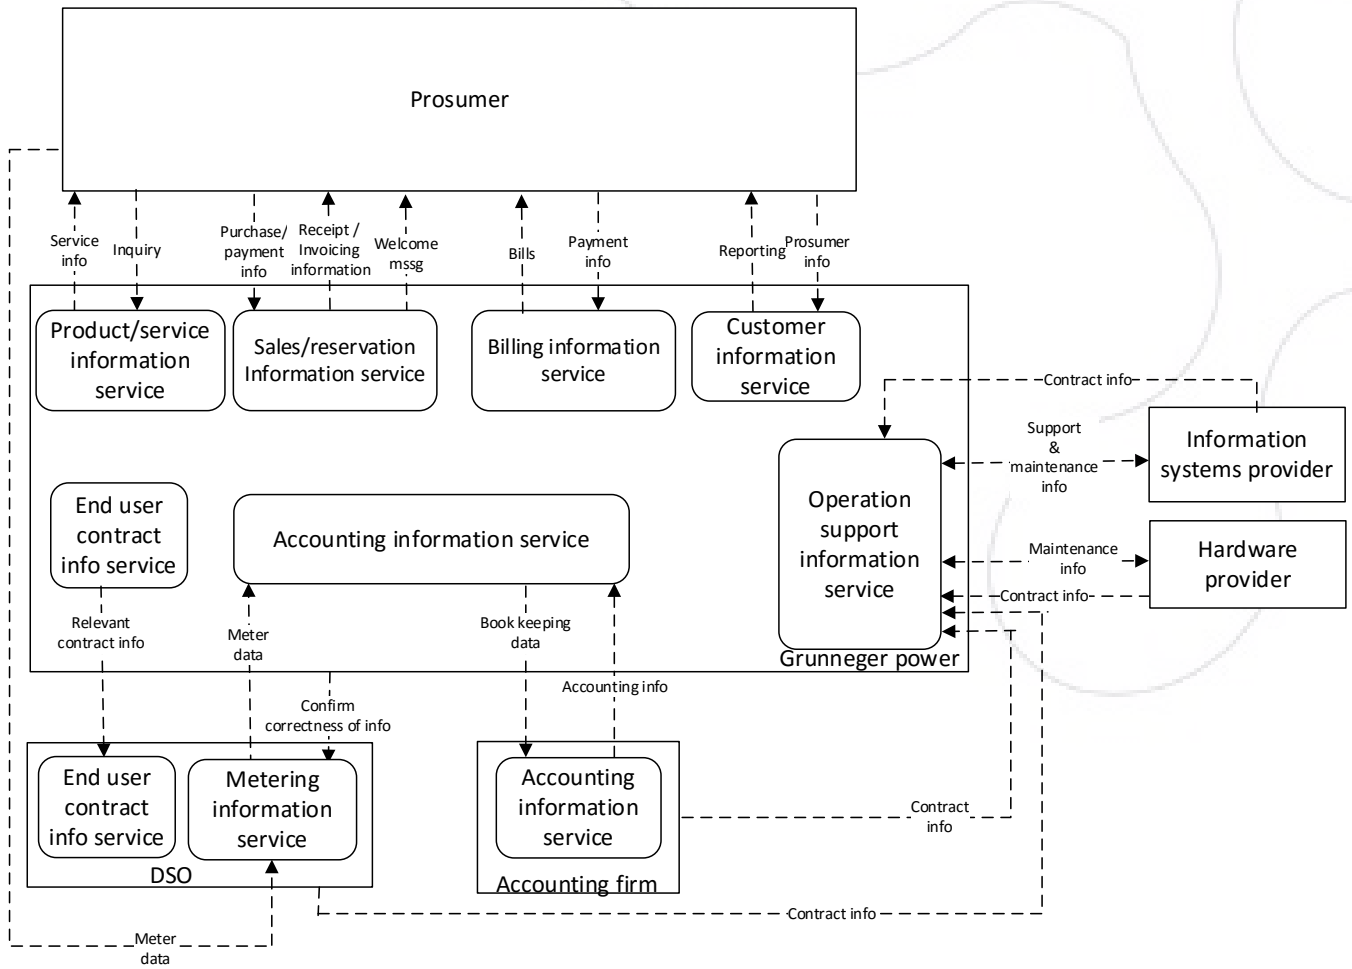 Prosumer
Service
info
Inquiry
Purchase/
payment
info
Receipt /
Invoicing
information
Welcome
mssg
Bills
Payment
info
Reporting
Prosumer
info
Product/service
information
service
Sales/reservation
Information service
Billing information
service
Customer
information
service
Contract info
Support
&
maintenance
info
Information
systems provider
End user
contract
info service
Accounting information service
Operation
support
information
service
Maintenance
info
Hardware
provider
Contract info
Relevant
contract info
Meter
data
Book keeping
data
Grunneger power
Accounting info
Confirm
correctness of info
End user
contract
info service
Metering
information
service
DSO
Accounting
information
service
Accounting firm
Contract
info
Contract info
Meter
data